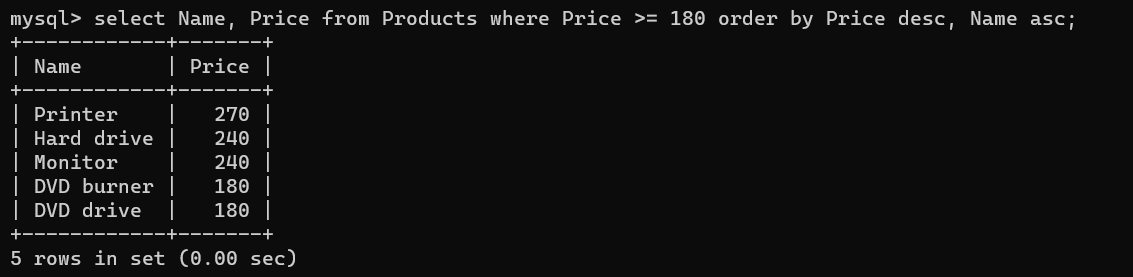 mysql> select Name, Price from Products where Price >= 180 order by Price desc, Name asc;
+------------+-------+
| Name       | Price |
+------------+-------+
| Printer    |   270 |
| Hard drive |   240 |
| Monitor    |   240 |
| DVD burner |   180 |
| DVD drive  |   180 |
+------------+-------+
5 rows in set (0.00 sec)